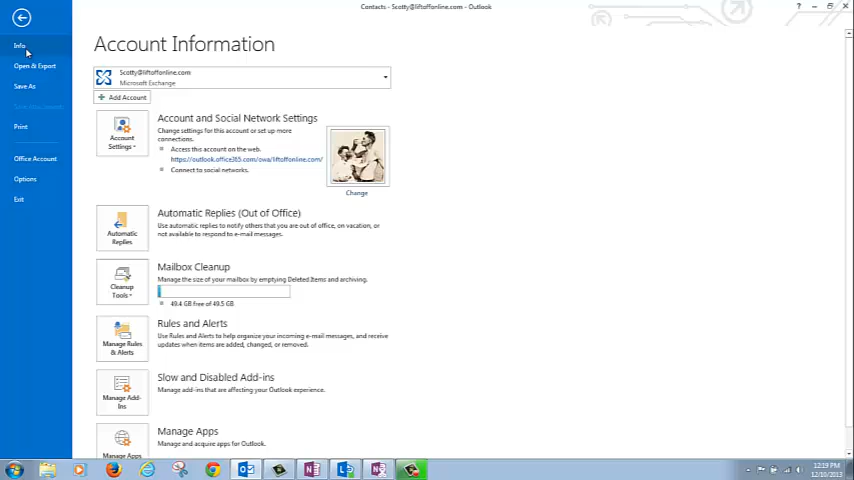 Contacts - Scotty@liftoffonline.com - Outlook
Info
Open & Export
Save As
Print
Office Account
Options
Exit
Account Information
Scotty@liftoffonline.com
Microsoft Exchange
Add Account
Account Settings
Account and Social Network Settings
Change settings for this account or set up more
connections.
Access this account on the web.
https://outlook.office365.com/owa/liftoffonline.com/
Connect to social networks.
Change
Automatic
Replies
Automatic Replies (Out of Office)
Use automatic replies to notify others that you are out of office, on vacation, or
not available to respond to e-mail messages.
Cleanup
Tools
Mailbox Cleanup
Manage the size of your mailbox by emptying Deleted Items and archiving.
49.4 GB free of 49.5 GB
Manage Rules
& Alerts
Rules and Alerts
Use Rules and Alerts to help organize your incoming e-mail messages, and receive
updates when items are added, changed, or removed.
Manage Add-
Ins
Slow and Disabled Add-ins
Manage add-ins that are affecting your Outlook experience.
Manage Apps
Manage Apps
Manage and acquire apps for Outlook.
12:19 PM
12/10/2013